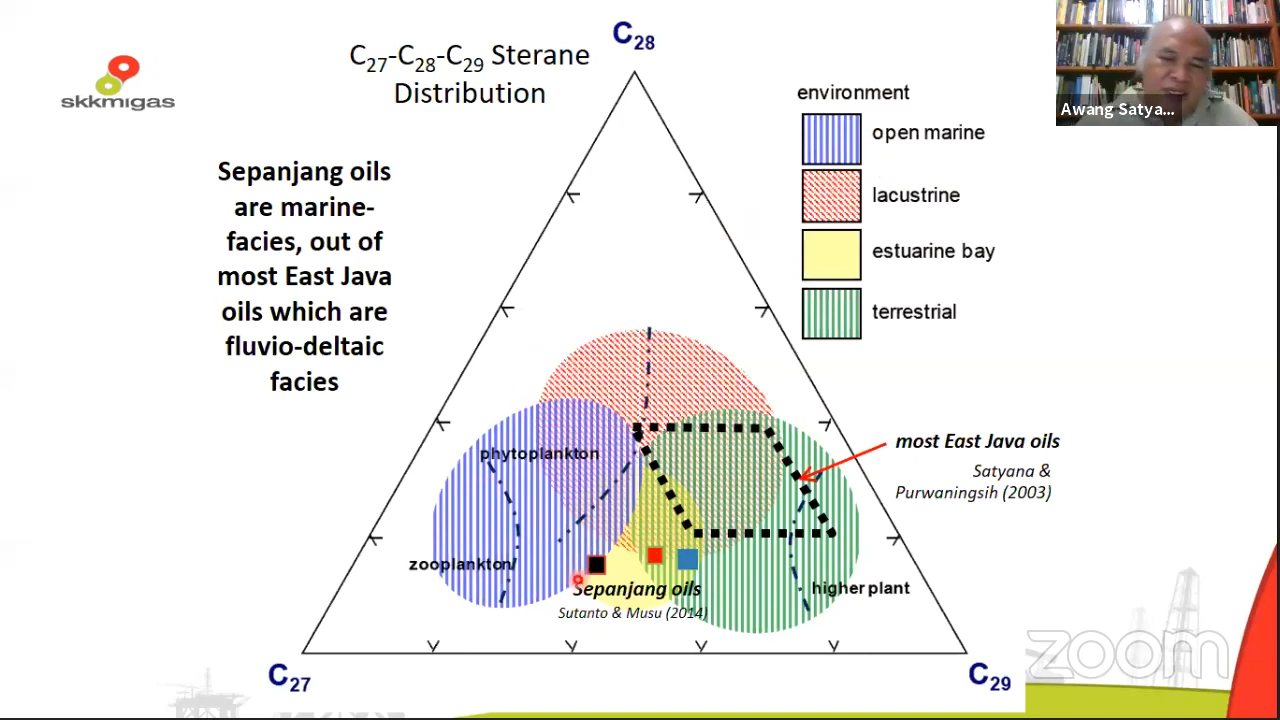 C28
C27-C28-C29 Sterane
Distribution
skkmigas
Sepanjang oils
are marine-
facies, out of
most East Java
oils which are
fluvio-deltaic
facies
environment
open marine
lacustrine
estuarine bay
terrestrial
Awang Satya...
phytoplankton
most East Java oils
Satyana &
Purwaningsih (2003)
zooplankton/
higher plant
Sepanjang oils
Sutanto & Musu (2014)
C27
C29
zoom